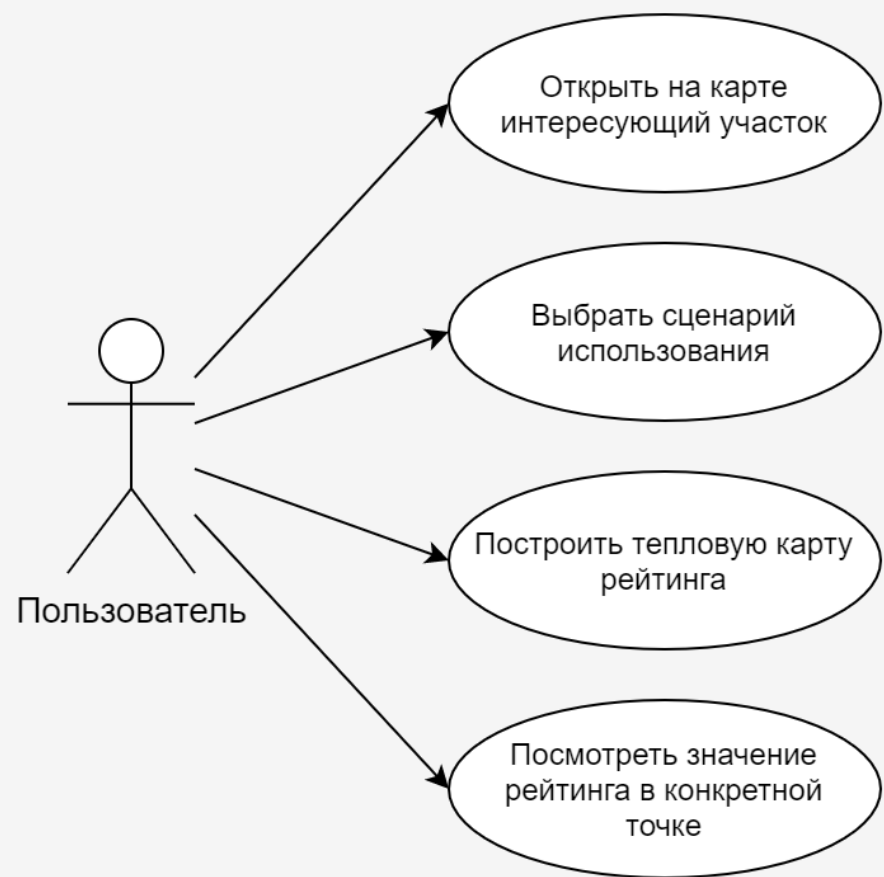 Открыть на карте
интересующий участок
Выбрать сценарий
использования
Построить тепловую карту
рейтинга
Пользователь
Посмотреть значение
рейтинга в конкретной
точке